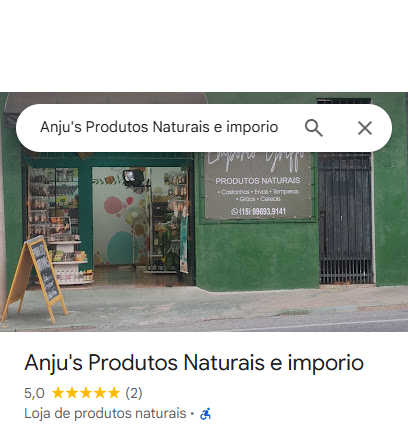 Anju's Produtos Naturais e imporio
PRODUTOS NATURAIS
• Castanhas • Ervas • Temperos
• Grãos • Cereais
(15) 99693.9141
Anju's Produtos Naturais e imporio
5,0 (2)
Loja de produtos naturais •